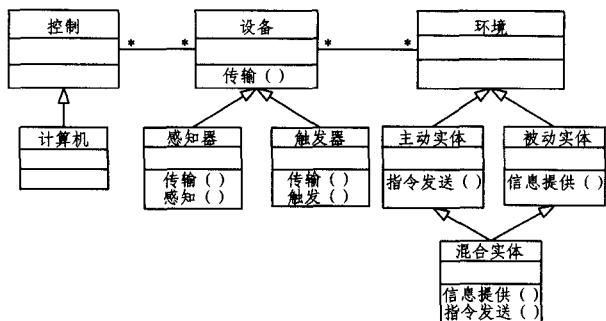 控制
设备
环境
*
*
*
*
传输（）
计算机
感知器
触发器
主动实体
被动实体
传输（）
感知（）
传输（）
触发（）
指令发送（）
信息提供（）
混合实体
信息提供（）
指令发送（）